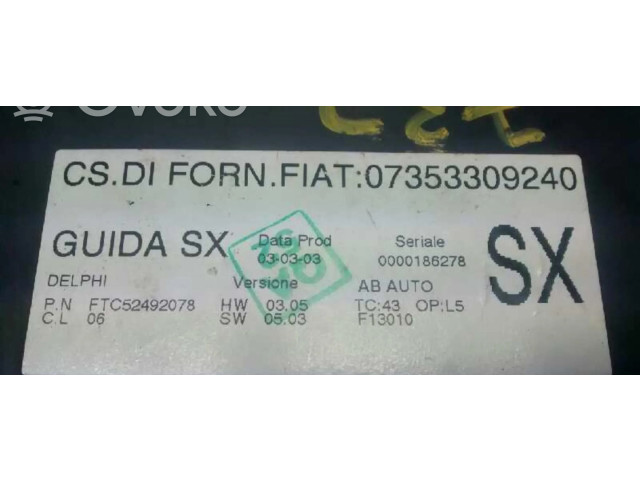 CS.DI FORN.FIAT:07353309240
GUIDA SX Data Prod Seriale SX
03-03-03 0000186278
DELPHI Versione AB AUTO
P.N FTC52492078 HW 03.05 TC:43 OP:L5
C.L 06 SW 05.03 F13010